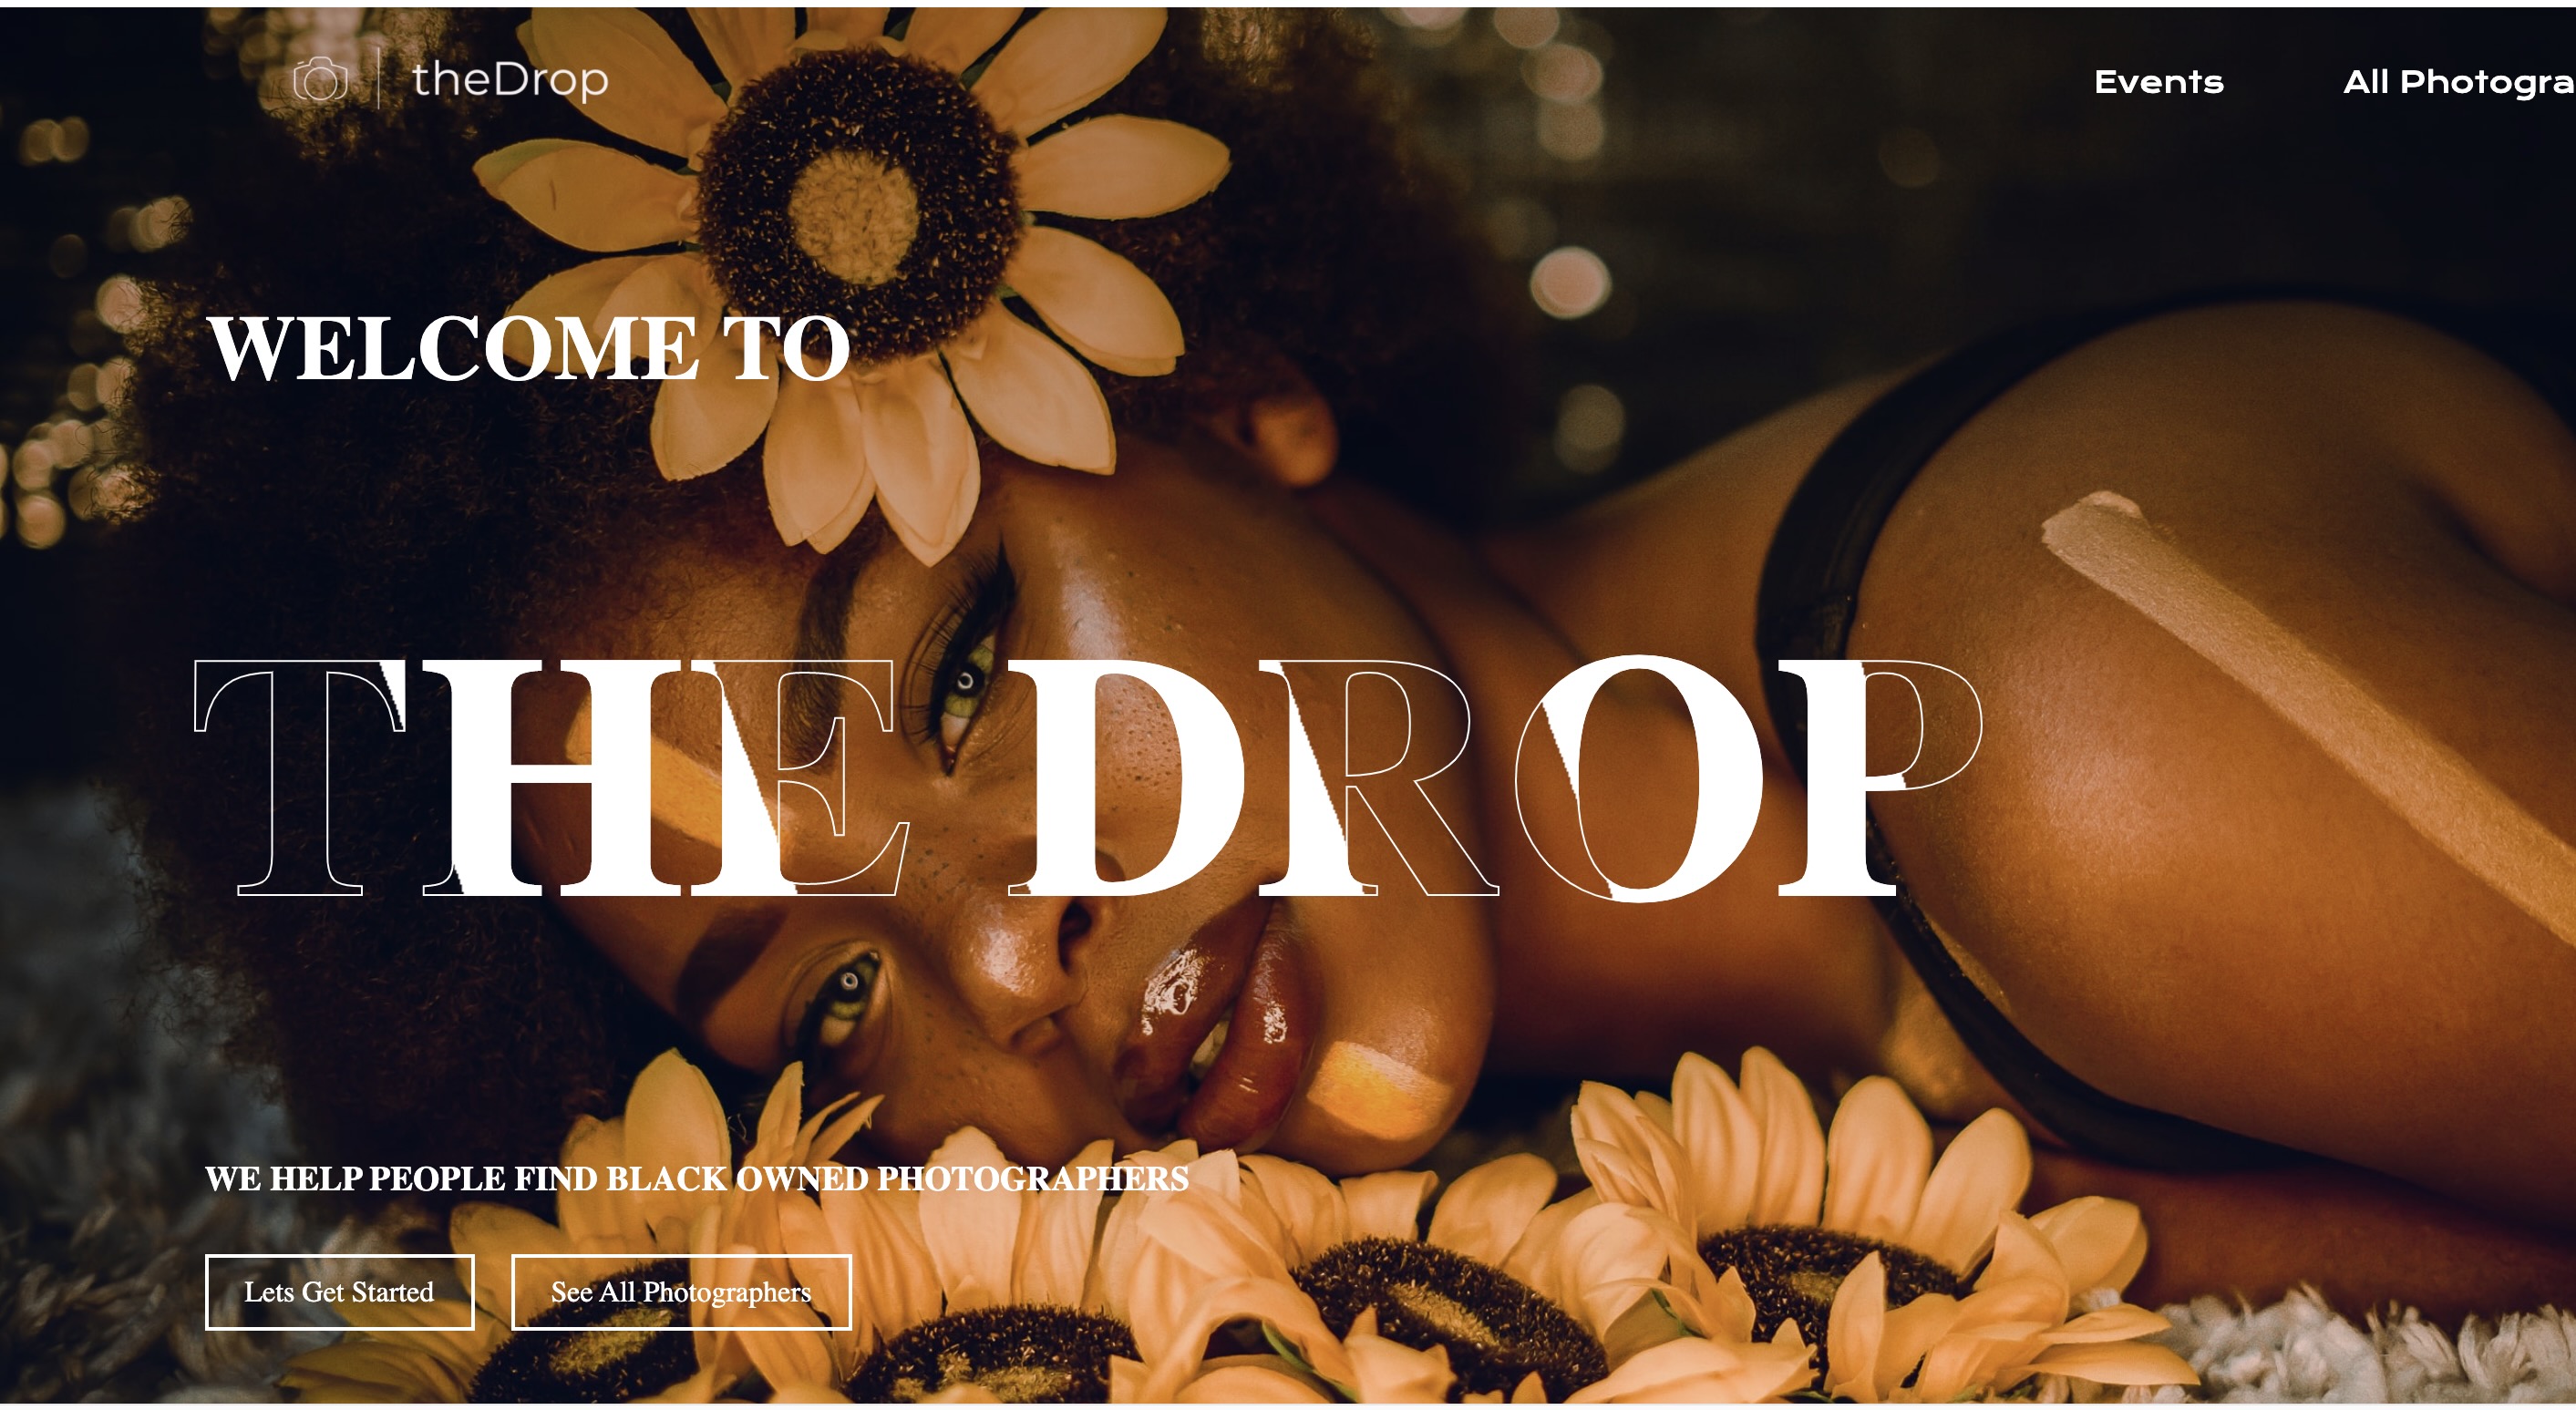 theDrop
Events
All Photogra
WELCOME TO
THE DROP
WE HELP PEOPLE FIND BLACK OWNED PHOTOGRAPHERS
Lets Get Started
See All Photographers